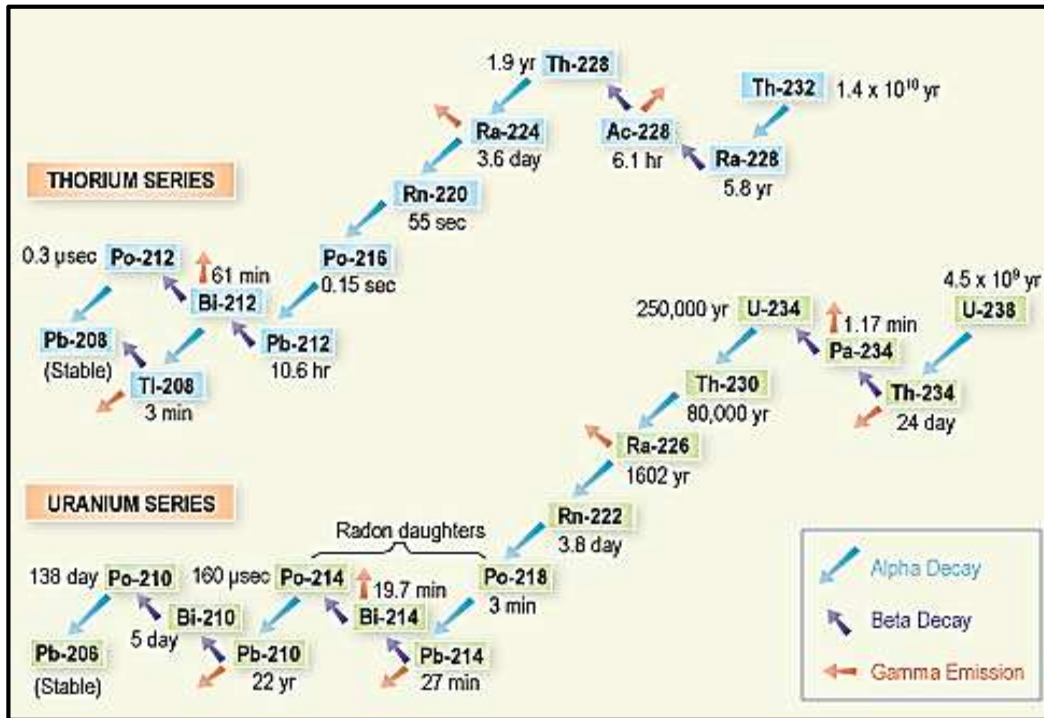 1.9 yr Th-228
Th-232 1.4 x 10¹⁰ yr
Ra-224
3.6 day
Ac-228
6.1 hr
Ra-228
5.8 yr
THORIUM SERIES
Rn-220
55 sec
0.3 µsec Po-212
Po-216
0.15 sec
61 min
Bi-212
Pb-208
(Stable)
Pb-212
10.6 hr
Tl-208
3 min
4.5 x 10⁹ yr
U-238
250,000 yr U-234
1.17 min
Pa-234
Th-230
80,000 yr
Th-234
24 day
Ra-226
1602 yr
URANIUM SERIES
Rn-222
3.8 day
Radon daughters
138 day Po-210
160 µsec Po-214
19.7 min
Po-218
3 min
Bi-210
5 day
Bi-214
Pb-206
(Stable)
Pb-210
22 yr
Pb-214
27 min
Alpha Decay
Beta Decay
Gamma Emission